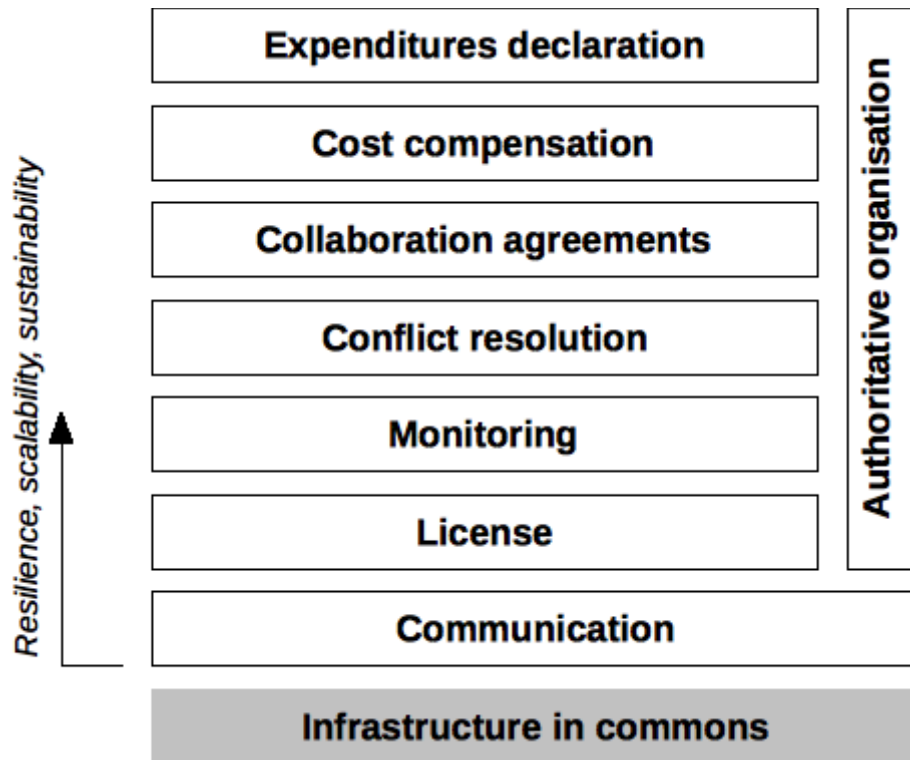 Expenditures declaration
Cost compensation
Collaboration agreements
Conflict resolution
Monitoring
License
Communication
Infrastructure in commons
Authoritative organisation
Resilience, scalability, sustainability